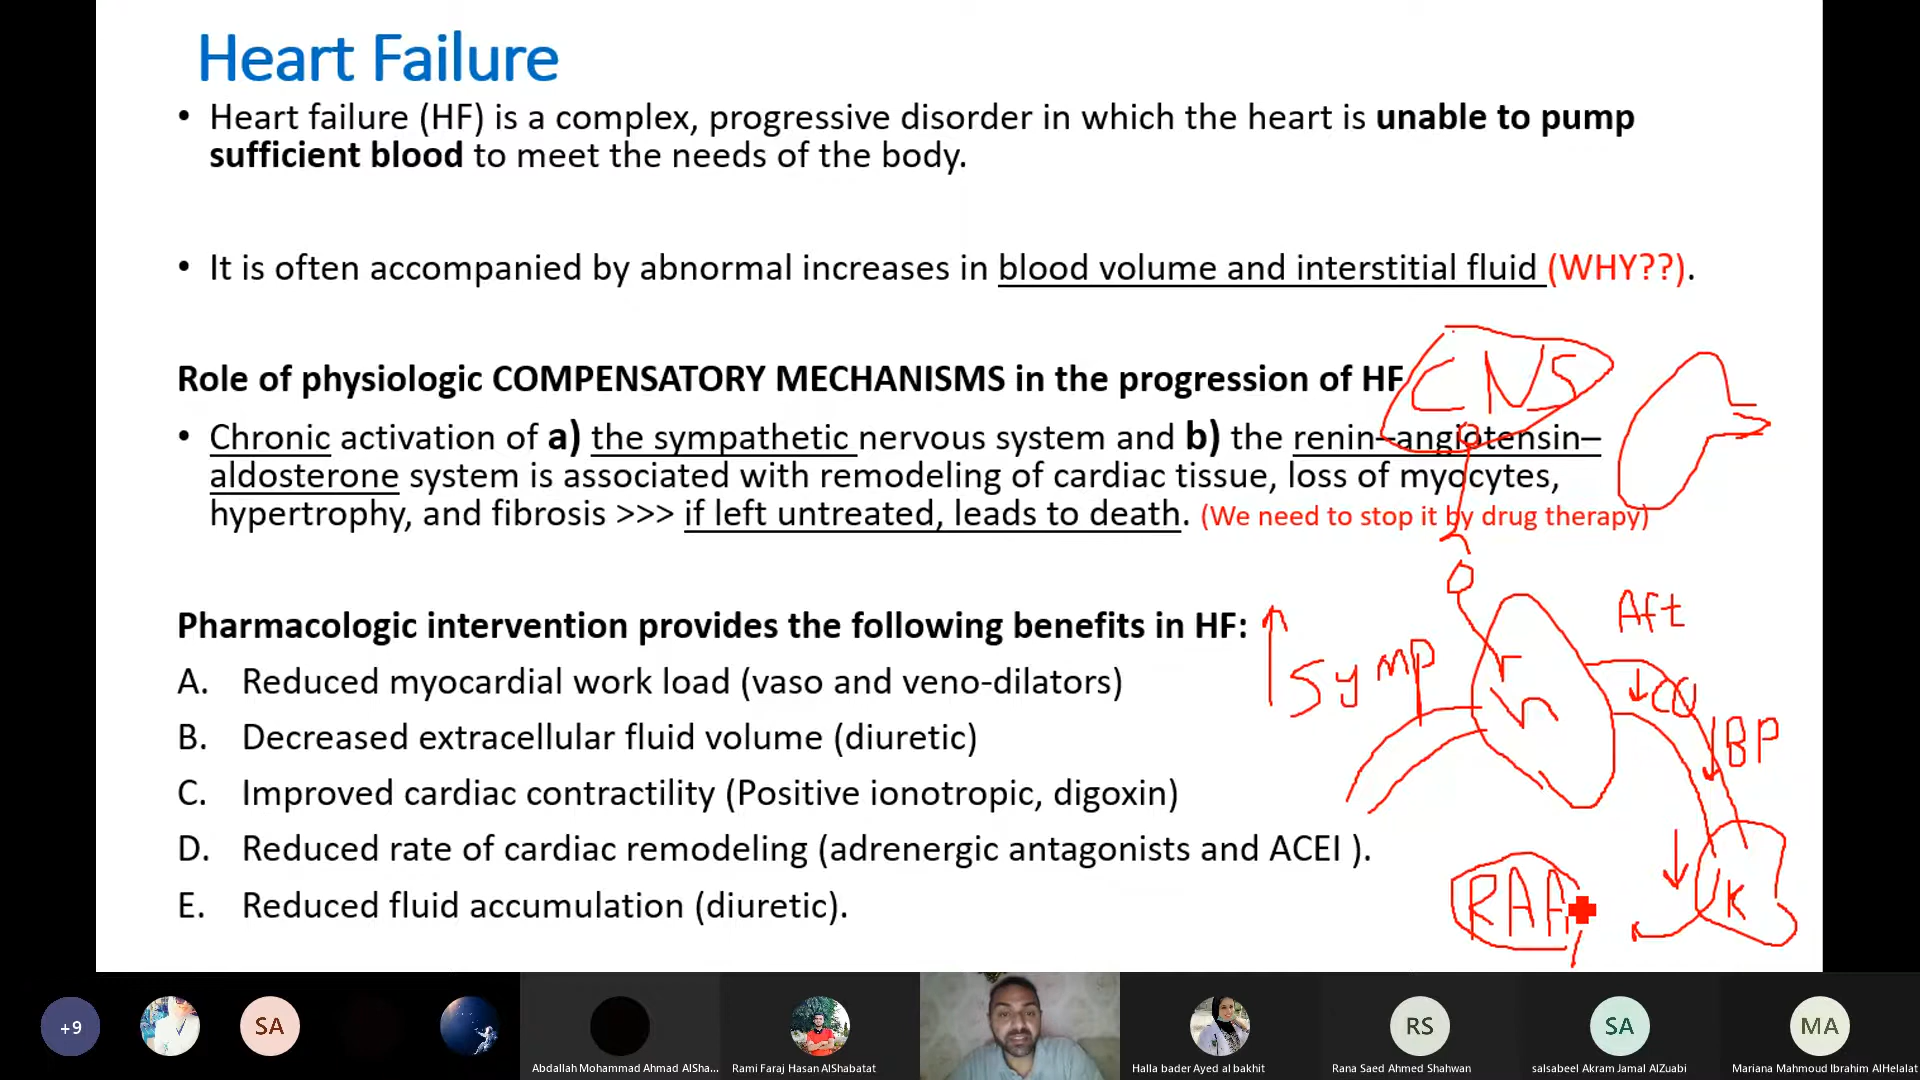 Heart Failure
• Heart failure (HF) is a complex, progressive disorder in which the heart is unable to pump
sufficient blood to meet the needs of the body.
• It is often accompanied by abnormal increases in blood volume and interstitial fluid (WHY??).
Role of physiologic COMPENSATORY MECHANISMS in the progression of HF
CNS
• Chronic activation of a) the sympathetic nervous system and b) the renin–angiotensin–
aldosterone system is associated with remodeling of cardiac tissue, loss of myocytes,
hypertrophy, and fibrosis >>> if left untreated, leads to death. (We need to stop it by drug therapy)
Pharmacologic intervention provides the following benefits in HF:
Aft
A. Reduced myocardial work load (vaso and veno-dilators)
Symp
CO
B. Decreased extracellular fluid volume (diuretic)
BP
C. Improved cardiac contractility (Positive ionotropic, digoxin)
D. Reduced rate of cardiac remodeling (adrenergic antagonists and ACEI ).
E. Reduced fluid accumulation (diuretic).
RAA
K
+9
SA
RS
SA
MA
Abdallah Mohammad Ahmad AlSha...
Rami Faraj Hasan AlShabatat
Halla bader Ayed al bakhit
Rana Saed Ahmed Shahwan
salsabeel Akram Jamal AlZuabi
Mariana Mahmoud Ibrahim AlHelalat